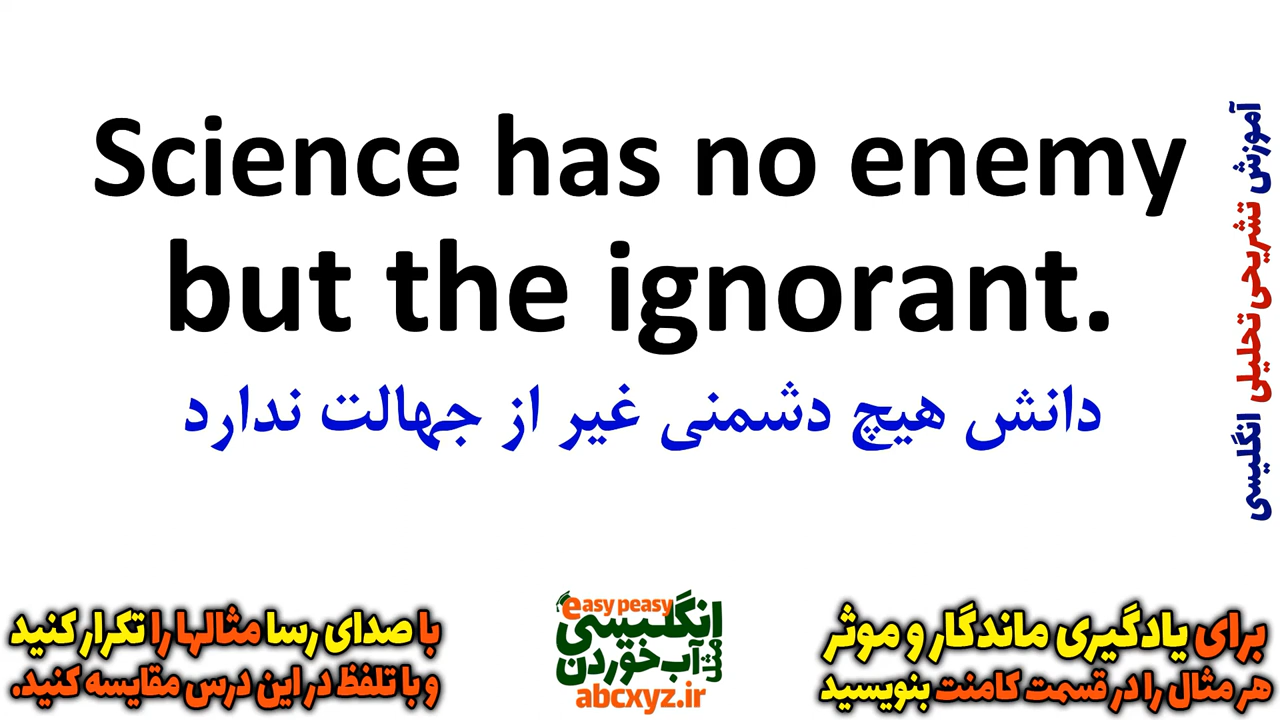 Science has no enemy
but the ignorant.
دانش هیچ دشمنی غیر از جهالت ندارد
آموزش تشریحی تحلیلی انگلیسی
برای یادگیری ماندگار و موثر
هر مثال را در قسمت کامنت بنویسید
easy peasy
انگلیسی
مثل آب خوردن
abcxyz.ir
با صدای رسا مثالها را تکرار کنید
و با تلفظ در این درس مقایسه کنید.